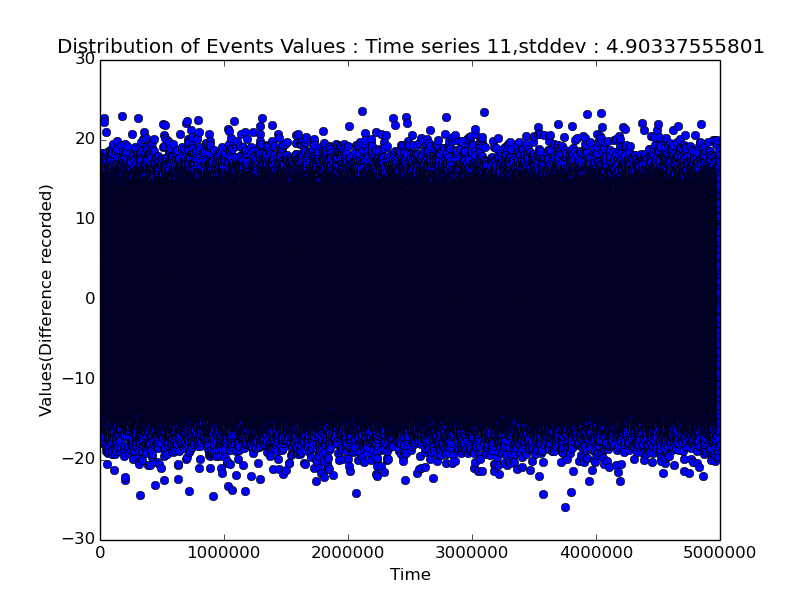 Distribution of Events Values : Time series 11,stddev : 4.90337555801
30
20
10
0
−10
−20
−30
Values(Difference recorded)
0 1000000 2000000 3000000 4000000 5000000
Time